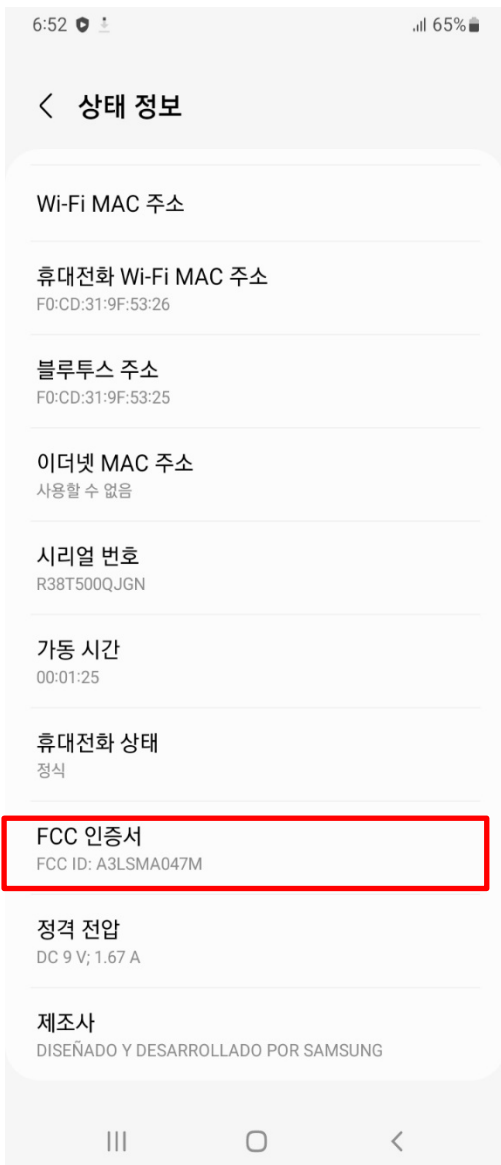 6:52
65%
상태 정보
Wi-Fi MAC 주소
휴대전화 Wi-Fi MAC 주소
F0:CD:31:9F:53:26
블루투스 주소
F0:CD:31:9F:53:25
이더넷 MAC 주소
사용할 수 없음
시리얼 번호
R38T500QJGN
가동 시간
00:01:25
휴대전화 상태
정식
FCC 인증서
FCC ID: A3LSMA047M
정격 전압
DC 9 V; 1.67 A
제조사
DISEÑADO Y DESARROLLADO POR SAMSUNG